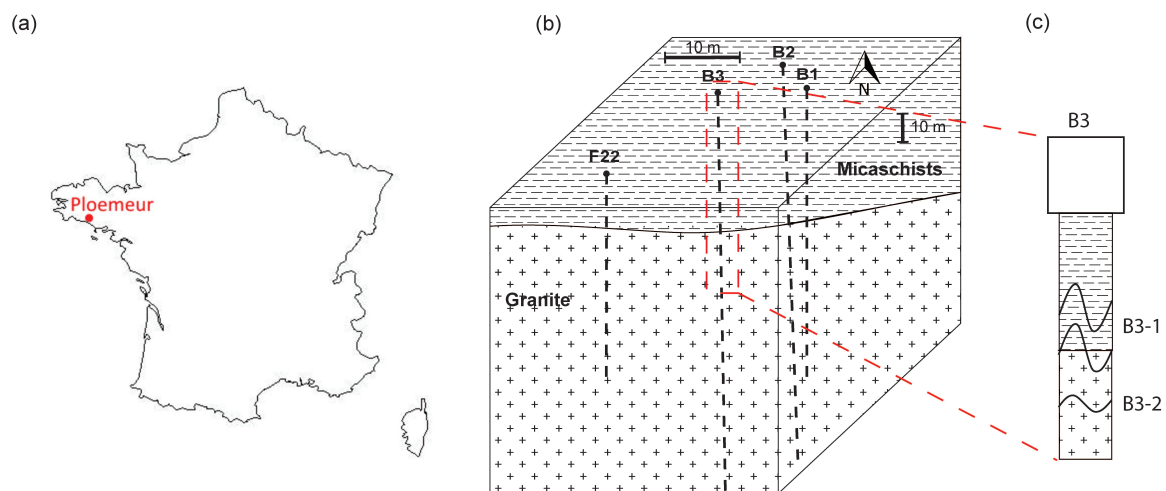 (a)
Ploemeur
(b)
10 m
B2
B3
B1
N
10 m
F22
Micaschists
Granite
(c)
B3
B3-1
B3-2